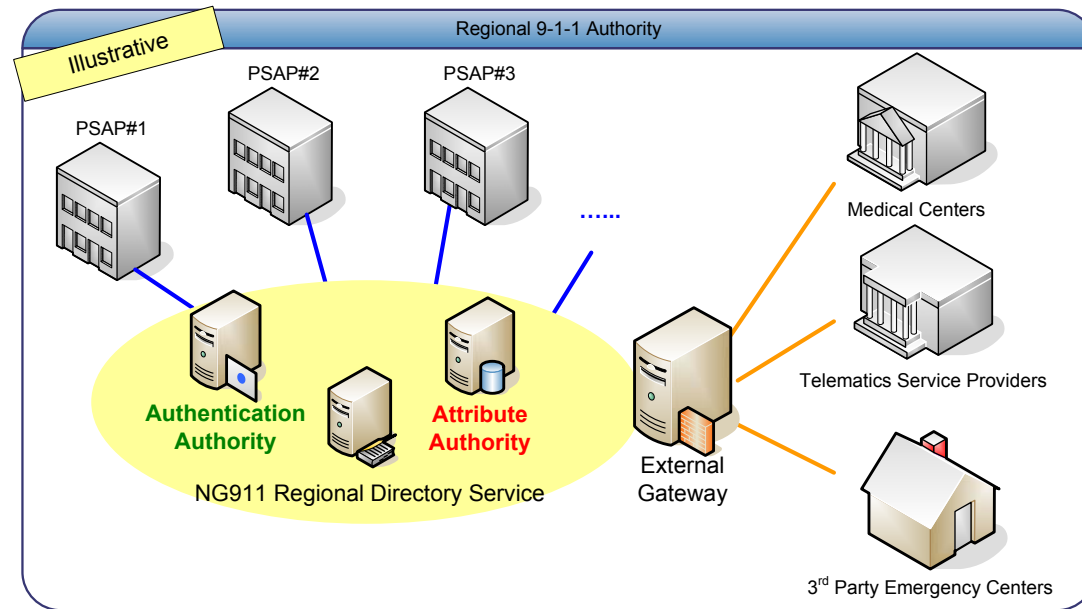 Regional 9-1-1 Authority
Illustrative
PSAP#1
PSAP#2
PSAP#3
…...
Medical Centers
Telematics Service Providers
3rd Party Emergency Centers
Authentication
Authority
Attribute
Authority
NG911 Regional Directory Service
External
Gateway